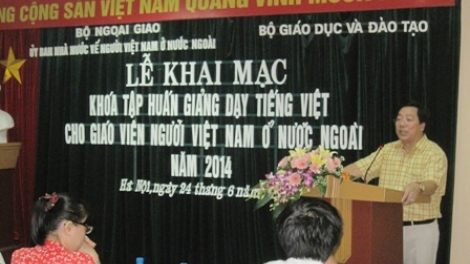 CỘNG SẢN VIỆT NAM QUANG VINH
BỘ NGOẠI GIAO
ỦY BAN NHÀ NƯỚC VỀ NGƯỜI VIỆT NAM Ở NƯỚC NGOÀI
BỘ GIÁO DỤC VÀ ĐÀO TẠO
LỄ KHAI MẠC
KHÓA TẬP HUẤN GIẢNG DẠY TIẾNG VIỆT
CHO GIÁO VIÊN NGƯỜI VIỆT NAM Ở NƯỚC NGOÀI
NĂM 2014
Hà Nội, ngày 24 tháng 6